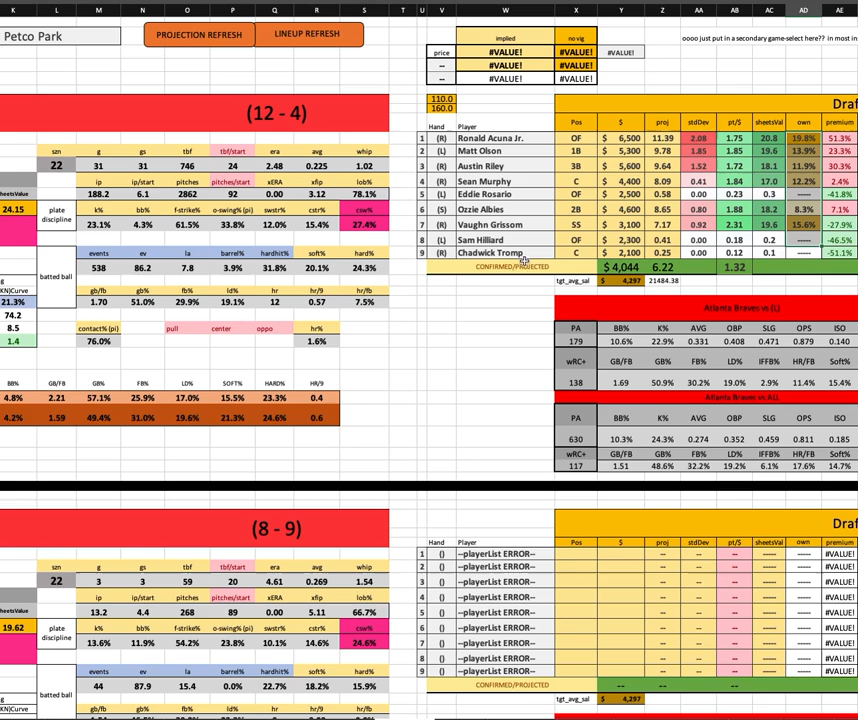 K L M N O P Q R S T U V W X Y Z AA AB AC AD AE
Petco Park PROJECTION REFRESH LINEUP REFRESH
implied no vig
oooo just put in a secondary game-select here?? in most in
price #VALUE! #VALUE! #VALUE!
-- #VALUE! #VALUE!
-- #VALUE! #VALUE!
(12 - 4) 110.0 Draf
160.0
Hand Player Pos $ proj stdDev pt/$ sheetsVal own premium
1 (R) Ronald Acuna Jr. OF $ 6,500 11.39 2.08 1.75 20.8 19.8% 51.3%
2 (L) Matt Olson 1B $ 5,300 9.78 1.85 1.85 19.6 13.9% 23.3%
3 (R) Austin Riley 3B $ 5,600 9.64 1.52 1.72 18.1 11.9% 30.3%
4 (R) Sean Murphy C $ 4,400 8.09 0.41 1.84 17.0 12.2% 2.4%
5 (L) Eddie Rosario OF $ 2,500 0.58 0.00 0.23 0.3 ----- -41.8%
6 (S) Ozzie Albies 2B $ 4,600 8.65 0.80 1.88 18.2 8.3% 7.1%
7 (R) Vaughn Grissom SS $ 3,100 7.17 0.92 2.31 19.6 15.6% -27.9%
8 (L) Sam Hilliard OF $ 2,300 0.41 0.00 0.18 0.2 ----- -46.5%
9 (R) Chadwick Tromp C $ 2,100 0.25 0.00 0.12 0.1 ----- -51.1%
CONFIRMED/PROJECTED $ 4,044 6.22 1.32
tgt_avg_sal $ 4,297 21484.38
szn g gs tbf tbf/start era avg whip
22 31 31 746 24 2.48 0.225 1.02
ip ip/start pitches pitches/start xERA xfip lob%
sheetsValue 188.2 6.1 2862 92 0.00 3.12 78.1%
24.15 plate discipline k% bb% f-strike% o-swing% (pi) swstr% cstr% csw%
23.1% 4.3% 61.5% 33.8% 12.0% 15.4% 27.4%
batted ball events ev la barrel% hardhit% soft% hard%
538 86.2 7.8 3.9% 31.8% 20.1% 24.3%
g gb/fb gb% fb% ld% hr hr/9 hr/fb
KN)Curve 1.70 51.0% 29.9% 19.1% 12 0.57 7.5%
21.3%
74.2
8.5 contact% (pi) pull center oppo hr%
1.4 76.0% 1.6%
BB% GB/FB GB% FB% LD% SOFT% HARD% HR/9
4.8% 2.21 57.1% 25.9% 17.0% 15.5% 23.3% 0.4
4.2% 1.59 49.4% 31.0% 19.6% 21.3% 24.6% 0.6
Atlanta Braves vs (L)
PA BB% K% AVG OBP SLG OPS ISO
179 10.6% 22.9% 0.331 0.408 0.471 0.879 0.140
wRC+ GB/FB GB% FB% LD% IFFB% HR/FB Soft%
138 1.69 50.9% 30.2% 19.0% 2.9% 11.4% 15.4%
Atlanta Braves vs ALL
PA BB% K% AVG OBP SLG OPS ISO
630 10.3% 24.3% 0.274 0.352 0.459 0.811 0.185
wRC+ GB/FB GB% FB% LD% IFFB% HR/FB Soft%
117 1.51 48.6% 32.2% 19.2% 6.1% 17.6% 14.7%
(8 - 9) Draf
Hand Player Pos $ proj stdDev pt/$ sheetsVal own premium
1 () --playerList ERROR-- -- -- -- ----- ----- #VALUE!
2 () --playerList ERROR-- -- -- -- ----- ----- #VALUE!
3 () --playerList ERROR-- -- -- -- ----- ----- #VALUE!
4 () --playerList ERROR-- -- -- -- ----- ----- #VALUE!
5 () --playerList ERROR-- -- -- -- ----- ----- #VALUE!
6 () --playerList ERROR-- -- -- -- ----- ----- #VALUE!
7 () --playerList ERROR-- -- -- -- ----- ----- #VALUE!
8 () --playerList ERROR-- -- -- -- ----- ----- #VALUE!
9 () --playerList ERROR-- -- -- -- ----- ----- #VALUE!
CONFIRMED/PROJECTED -- -- --
tgt_avg_sal $ 4,297
szn g gs tbf tbf/start era avg whip
22 3 3 59 20 4.61 0.269 1.54
ip ip/start pitches pitches/start xERA xfip lob%
sheetsValue 13.2 4.4 268 89 0.00 5.11 66.7%
19.62 plate discipline k% bb% f-strike% o-swing% (pi) swstr% cstr% csw%
13.6% 11.9% 54.2% 23.8% 10.1% 14.6% 24.6%
batted ball events ev la barrel% hardhit% soft% hard%
44 87.9 15.4 0.0% 22.7% 18.2% 15.9%
g gb/fb gb% fb% ld% hr hr/9 hr/fb